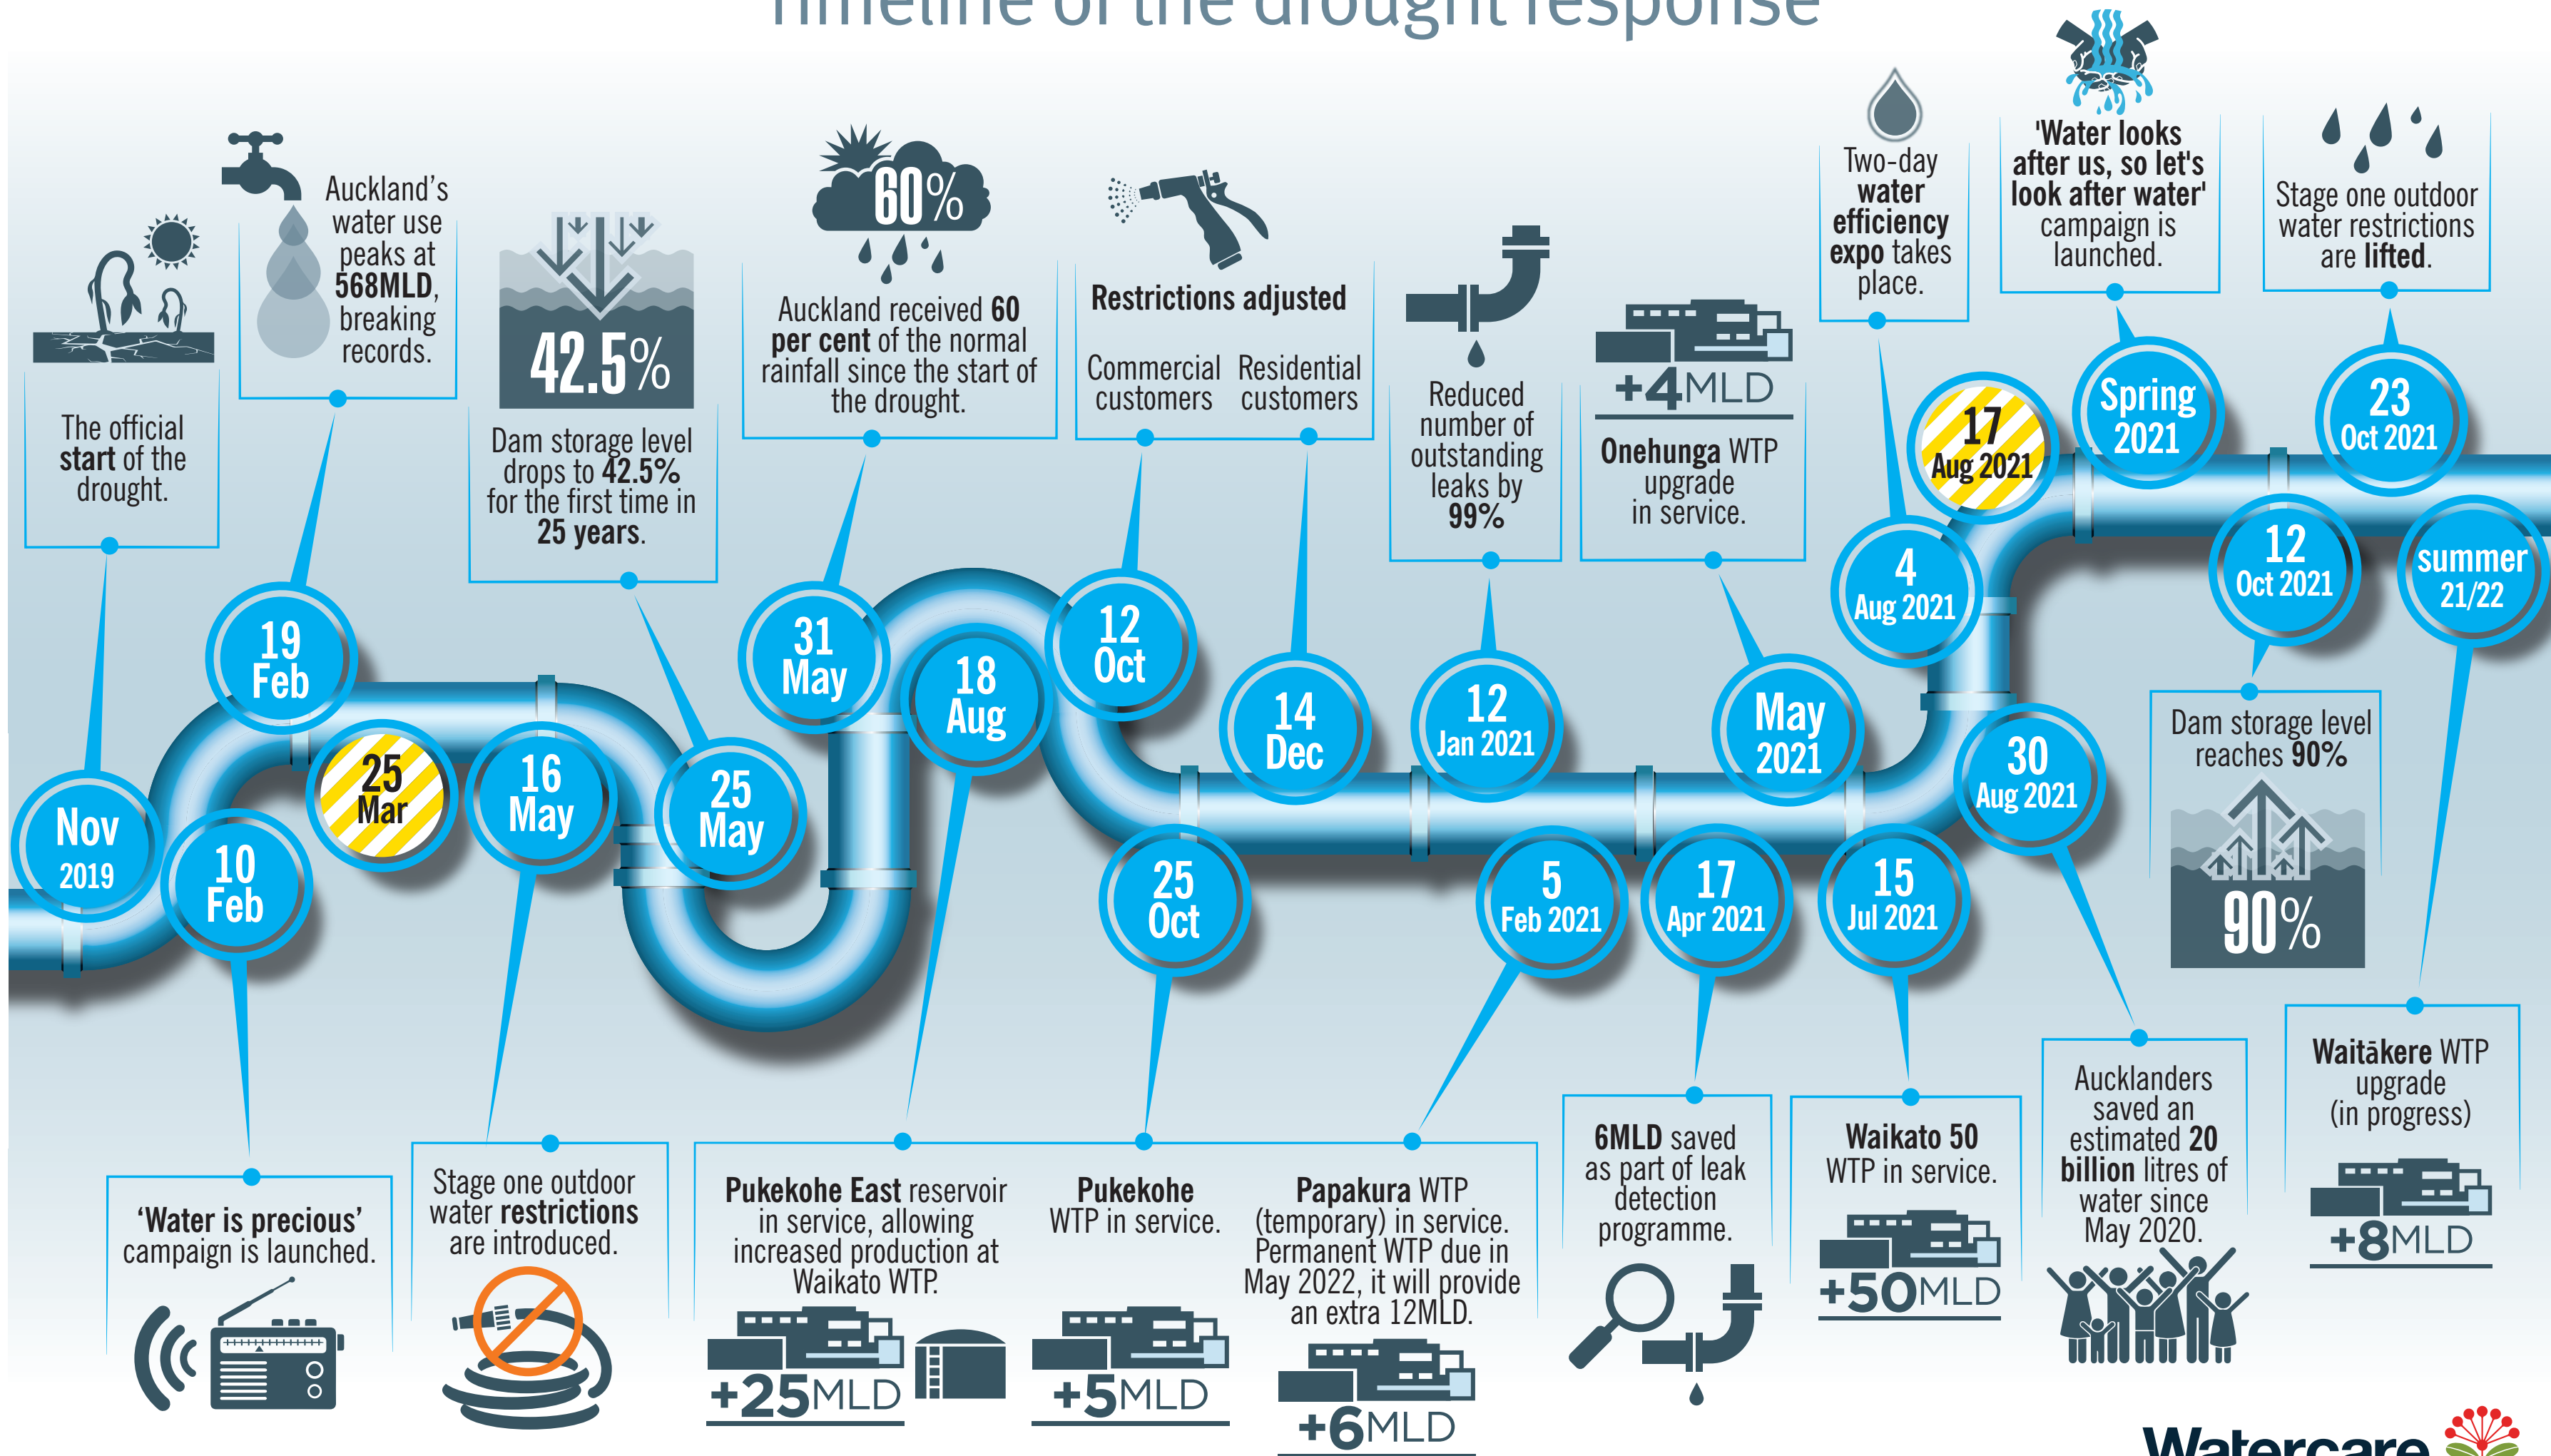 Timeline of the drought response
The official
start of the
drought.
Nov
2019
10
Feb
'Water is precious'
campaign is launched.
Auckland's
water use
peaks at
568MLD,
breaking
records.
19
Feb
25
Mar
16
May
Stage one outdoor
water restrictions
are introduced.
42.5%
Dam storage level
drops to 42.5%
for the first time in
25 years.
25
May
60%
Auckland received 60
per cent of the normal
rainfall since the start of
the drought.
31
May
18
Aug
Pukekohe East reservoir
in service, allowing
increased production at
Waikato WTP.
+25MLD
Restrictions adjusted
Commercial
customers
12
Oct
25
Oct
Pukekohe
WTP in service.
+5MLD
Residential
customers
14
Dec
Reduced
number of
outstanding
leaks by
99%
12
Jan 2021
5
Feb 2021
Papakura WTP
(temporary) in service.
Permanent WTP due in
May 2022, it will provide
an extra 12MLD.
+6MLD
17
Apr 2021
6MLD saved
as part of leak
detection
programme.
+4MLD
Onehunga WTP
upgrade
in service.
May
2021
15
Jul 2021
Waikato 50
WTP in service.
+50MLD
Two-day
water
efficiency
expo takes
place.
4
Aug 2021
17
Aug 2021
30
Aug 2021
Aucklanders
saved an
estimated 20
billion litres of
water since
May 2020.
'Water looks
after us, so let's
look after water'
campaign is
launched.
Spring
2021
12
Oct 2021
Dam storage level
reaches 90%
90%
Stage one outdoor
water restrictions
are lifted.
23
Oct 2021
summer
21/22
Waitākere WTP
upgrade
(in progress)
+8MLD
Watercare